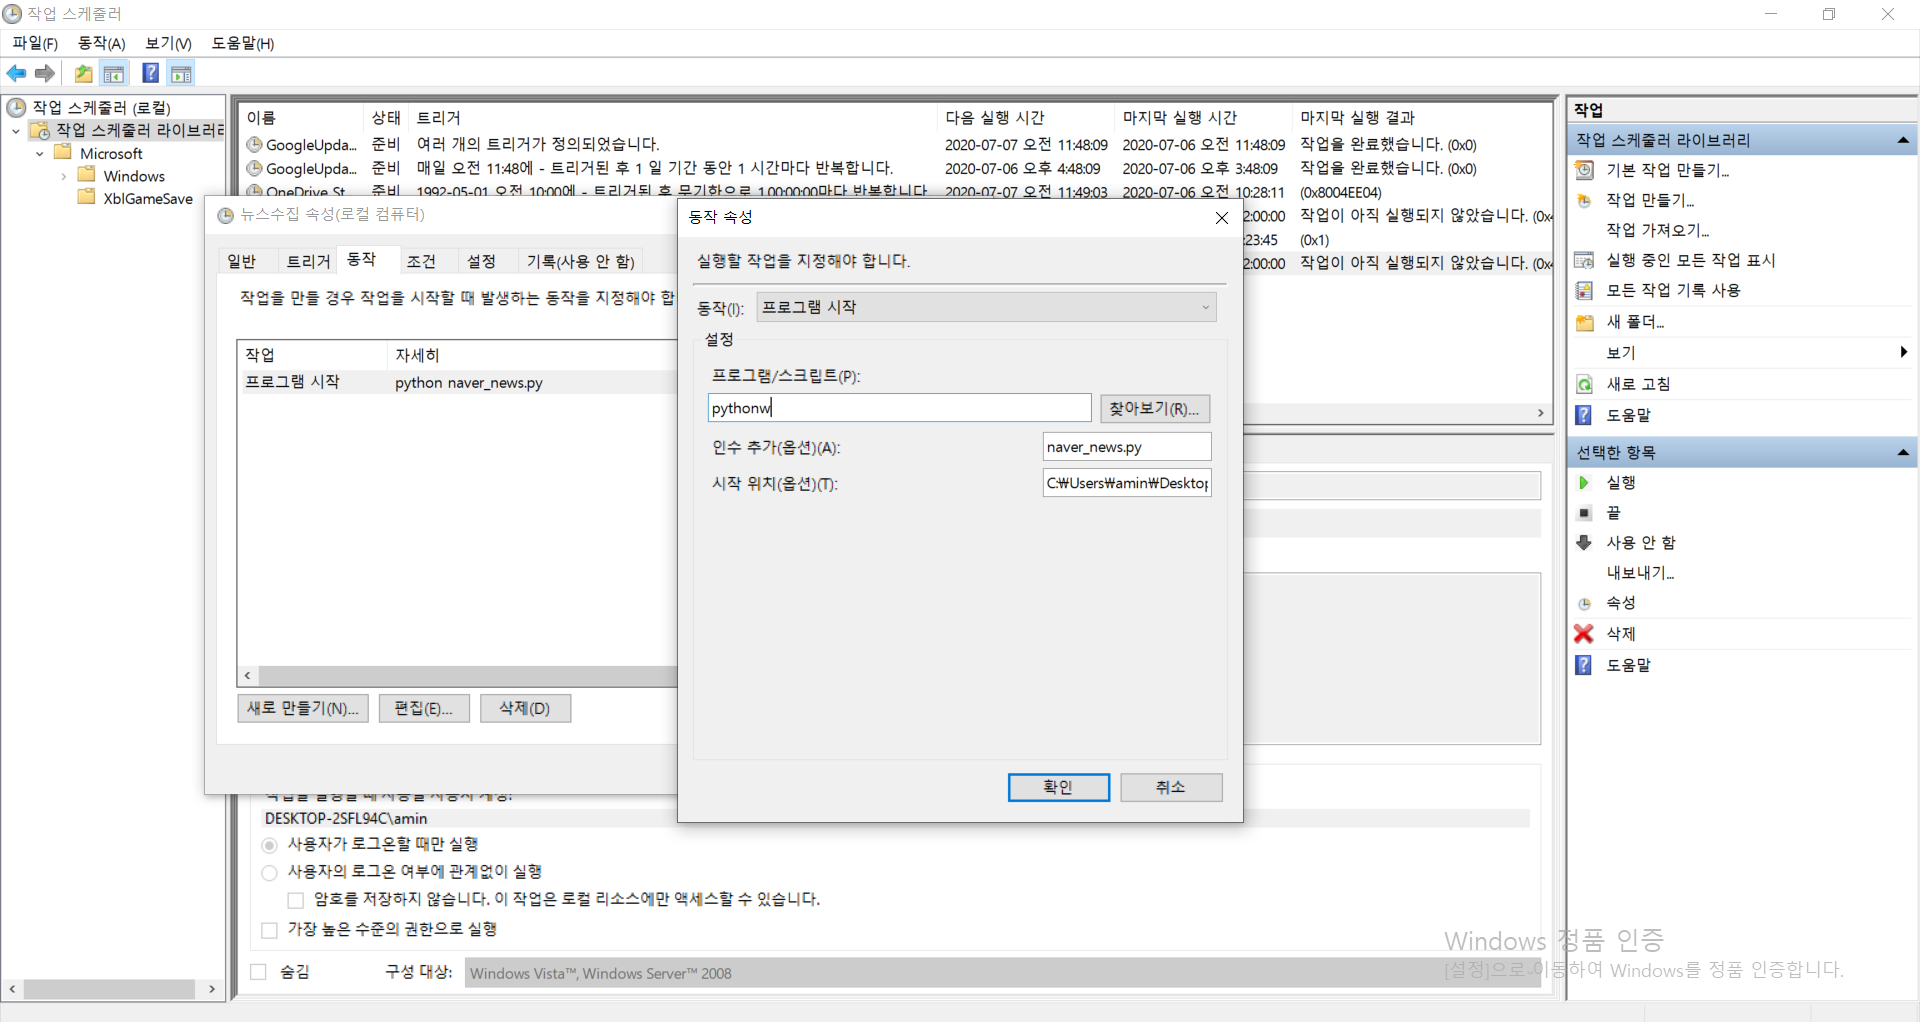 작업 스케줄러
파일(F) 동작(A) 보기(V) 도움말(H)
작업 스케줄러 (로컬)
작업 스케줄러 라이브러리
Microsoft
Windows
XblGameSave
이름 상태 트리거 다음 실행 시간 마지막 실행 시간 마지막 실행 결과
GoogleUpda... 준비 여러 개의 트리거가 정의되었습니다. 2020-07-07 오전 11:48:09 2020-07-06 오전 11:48:09 작업을 완료했습니다. (0x0)
GoogleUpda... 준비 매일 오전 11:48에 - 트리거된 후 1 일 기간 동안 1 시간마다 반복합니다. 2020-07-06 오후 4:48:09 2020-07-06 오후 3:48:09 작업을 완료했습니다. (0x0)
OneDrive St... 준비 1992-05-01 오전 10:00에 - 트리거된 후 무기한으로 1.00:00:00마다 반복합니다. 2020-07-07 오전 11:49:03 2020-07-06 오전 10:28:11 (0x8004EE04)
2:00:00 작업이 아직 실행되지 않았습니다. (0x4
:23:45 (0x1)
2:00:00 작업이 아직 실행되지 않았습니다. (0x4
뉴스수집 속성(로컬 컴퓨터)
일반 트리거 동작 조건 설정 기록(사용 안 함)
작업을 만들 경우 작업을 시작할 때 발생하는 동작을 지정해야 합
작업 자세히
프로그램 시작 python naver_news.py
새로 만들기(N)... 편집(E)... 삭제(D)
동작 속성
실행할 작업을 지정해야 합니다.
동작(I): 프로그램 시작
설정
프로그램/스크립트(P):
pythonw 찾아보기(R)...
인수 추가(옵션)(A): naver_news.py
시작 위치(옵션)(T): C:₩Users₩amin₩Desktop
확인 취소
작업을 실행할 때 사용할 사용자 계정:
DESKTOP-2SFL94C\amin
사용자가 로그온할 때만 실행
사용자의 로그온 여부에 관계없이 실행
암호를 저장하지 않습니다. 이 작업은 로컬 리소스에만 액세스할 수 있습니다.
가장 높은 수준의 권한으로 실행
숨김 구성 대상: Windows Vista™, Windows Server™ 2008
작업
작업 스케줄러 라이브러리
기본 작업 만들기...
작업 만들기...
작업 가져오기...
실행 중인 모든 작업 표시
모든 작업 기록 사용
새 폴더...
보기
새로 고침
도움말
선택한 항목
실행
끝
사용 안 함
내보내기...
속성
삭제
도움말
Windows 정품 인증
[설정]으로 이동하여 Windows를 정품 인증합니다.